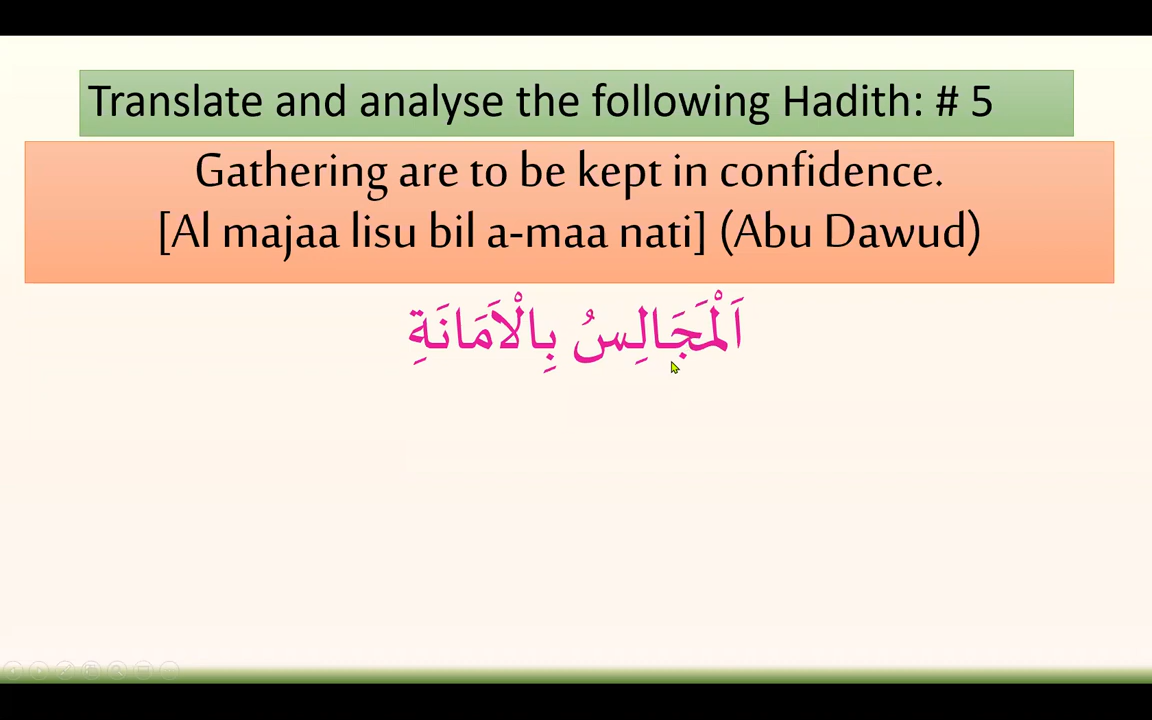 Translate and analyse the following Hadith: # 5
Gathering are to be kept in confidence.
[Al majaa lisu bil a-maa nati] (Abu Dawud)
اَلْمَجَالِسُ بِالْاَمَانَةِ